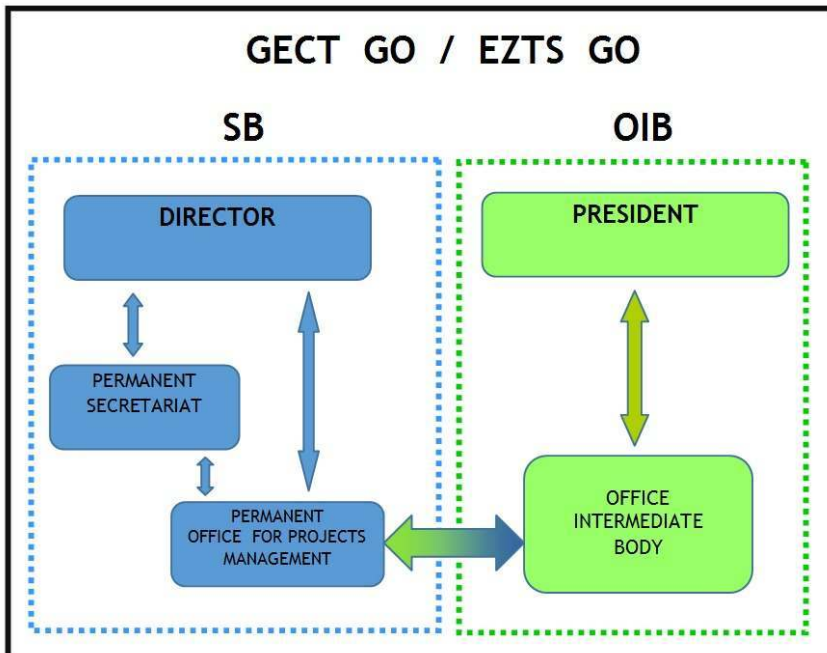 GECT GO / EZTS GO
SB
OIB
DIRECTOR
PRESIDENT
PERMANENT
SECRETARIAT
PERMANENT
OFFICE FOR PROJECTS
MANAGEMENT
OFFICE
INTERMEDIATE
BODY